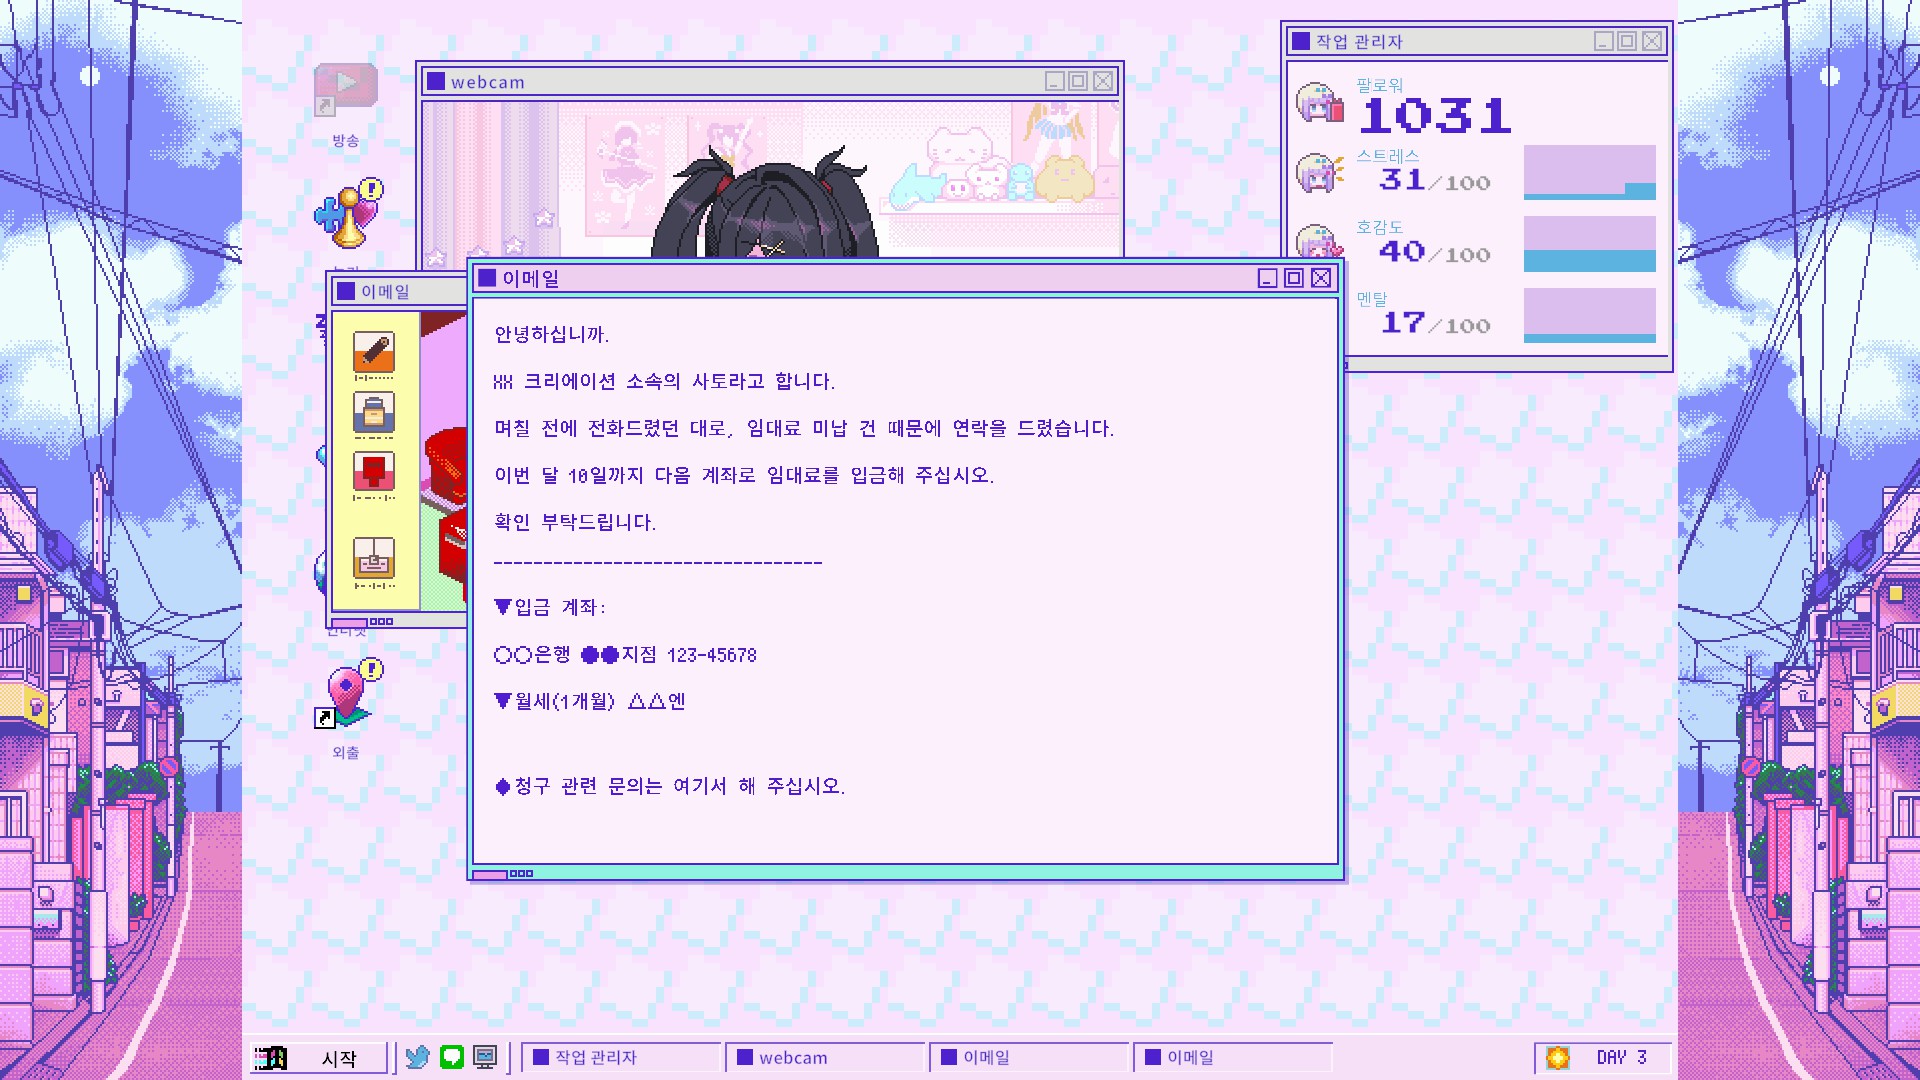 방송
webcam
작업 관리자
팔로워
1031
스트레스
31/100
호감도
40/100
멘탈
17/100
이메일
이메일
안녕하십니까.
XX 크리에이션 소속의 사토라고 합니다.
며칠 전에 전화드렸던 대로, 임대료 미납 건 때문에 연락을 드렸습니다.
이번 달 10일까지 다음 계좌로 임대료를 입금해 주십시오.
확인 부탁드립니다.
---------------------------------
▼입금 계좌:
○○은행 ●●지점 123-45678
▼월세(1개월) △△엔
◆청구 관련 문의는 여기서 해 주십시오.
외출
시작
작업 관리자
webcam
이메일
이메일
DAY 3